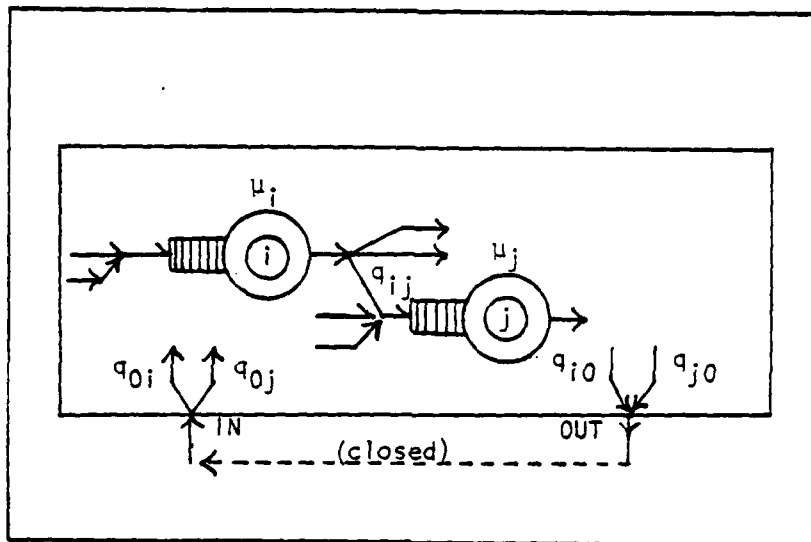 μi
i
qij
μj
j
q0i q0j
qi0 qj0
IN OUT
(closed)